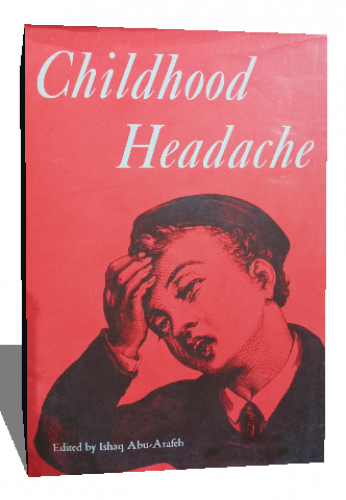 Childhood
Headache
Edited by Ishaq Abu-Arafeh